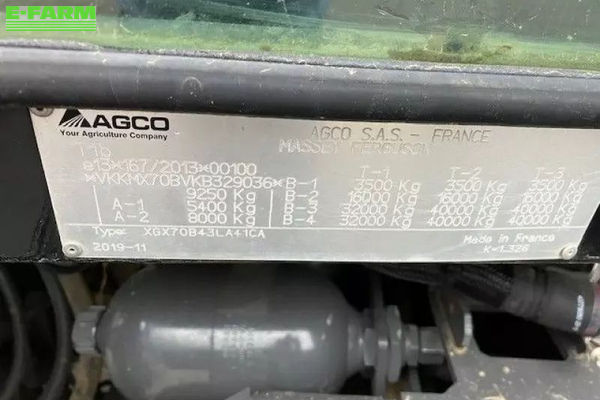 E-FARM
AGCO
Your Agriculture Company
AGCO S.A.S. - FRANCE
MASSEY FERGUSON
T1b
e13*167/2013*00100
*VKKMX70BVKB329036*
T-1 T-2 T-3
B-1 3500 Kg 3500 Kg 3500 Kg
9250 Kg B-2 16000 Kg 16000 Kg 16000 Kg
A-1 5400 Kg B-3 32000 Kg 40000 Kg 40000 Kg
A-2 8000 Kg B-4 32000 Kg 40000 Kg 40000 Kg
Type: XGX70B43LA41CA
2019-11
Made in France
K=1.326